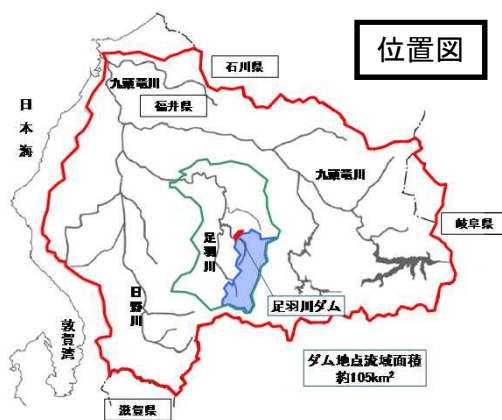 位置図
石川県
九頭竜川
福井県
日本海
九頭竜川
岐阜県
足羽川
足羽川ダム
日野川
敦賀湾
ダム地点流域面積
約105km²
滋賀県